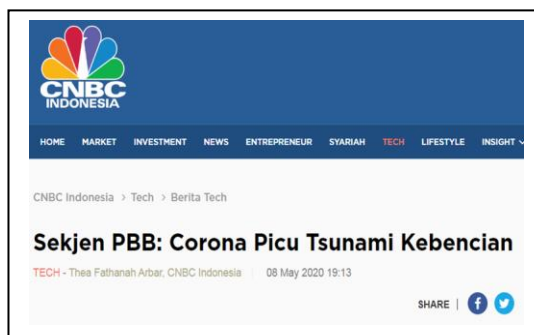 CNBC
INDONESIA
HOME MARKET INVESTMENT NEWS ENTREPRENEUR SYARIAH TECH LIFESTYLE INSIGHT
CNBC Indonesia > Tech > Berita Tech
Sekjen PBB: Corona Picu Tsunami Kebencian
TECH - Thea Fathanah Arbar, CNBC Indonesia 08 May 2020 19:13
SHARE |